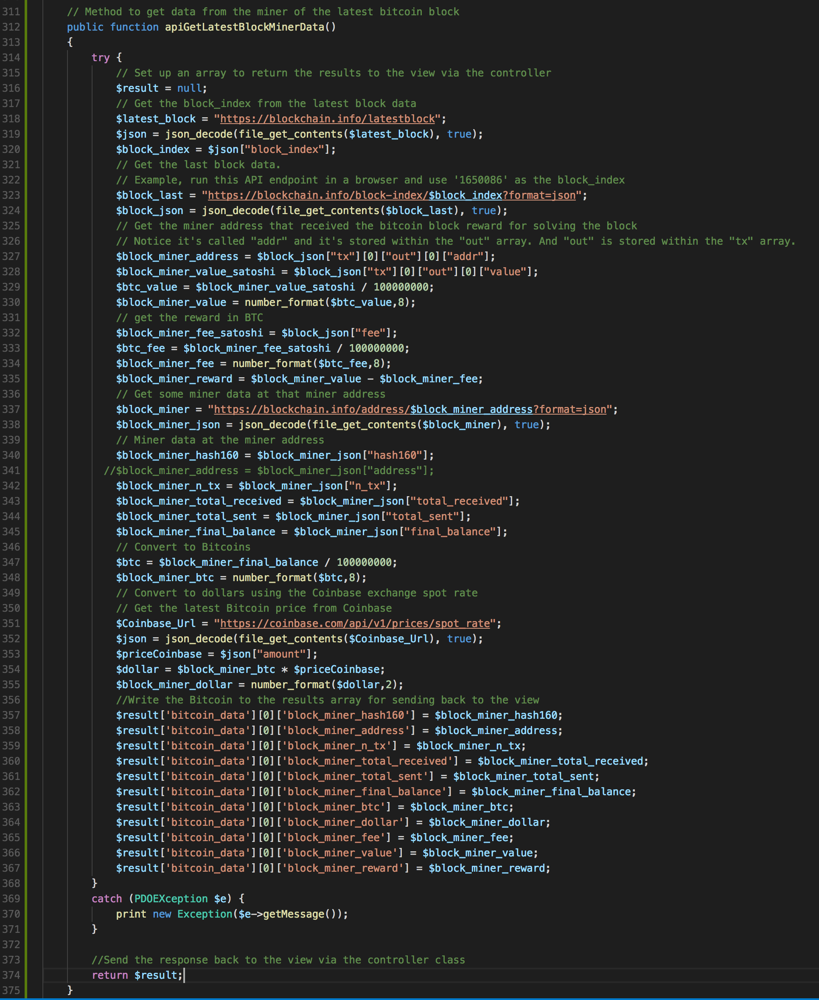 311 // Method to get data from the miner of the latest bitcoin block
312 public function apiGetLatestBlockMinerData()
313 {
314 try {
315 // Set up an array to return the results to the view via the controller
316 $result = null;
317 // Get the block_index from the latest block data
318 $latest_block = "https://blockchain.info/latestblock";
319 $json = json_decode(file_get_contents($latest_block), true);
320 $block_index = $json["block_index"];
321 // Get the last block data.
322 // Example, run this API endpoint in a browser and use '1650086' as the block_index
323 $block_last = "https://blockchain.info/block-index/$block_index?format=json";
324 $block_json = json_decode(file_get_contents($block_last), true);
325 // Get the miner address that received the bitcoin block reward for solving the block
326 // Notice it's called "addr" and it's stored within the "out" array. And "out" is stored within the "tx" array.
327 $block_miner_address = $block_json["tx"][0]["out"][0]["addr"];
328 $block_miner_value_satoshi = $block_json["tx"][0]["out"][0]["value"];
329 $btc_value = $block_miner_value_satoshi / 100000000;
330 $block_miner_value = number_format($btc_value,8);
331 // get the reward in BTC
332 $block_miner_fee_satoshi = $block_json["fee"];
333 $btc_fee = $block_miner_fee_satoshi / 100000000;
334 $block_miner_fee = number_format($btc_fee,8);
335 $block_miner_reward = $block_miner_value - $block_miner_fee;
336 // Get some miner data at that miner address
337 $block_miner = "https://blockchain.info/address/$block_miner_address?format=json";
338 $block_miner_json = json_decode(file_get_contents($block_miner), true);
339 // Miner data at the miner address
340 $block_miner_hash160 = $block_miner_json["hash160"];
341 //$block_miner_address = $block_miner_json["address"];
342 $block_miner_n_tx = $block_miner_json["n_tx"];
343 $block_miner_total_received = $block_miner_json["total_received"];
344 $block_miner_total_sent = $block_miner_json["total_sent"];
345 $block_miner_final_balance = $block_miner_json["final_balance"];
346 // Convert to Bitcoins
347 $btc = $block_miner_final_balance / 100000000;
348 $block_miner_btc = number_format($btc,8);
349 // Convert to dollars using the Coinbase exchange spot rate
350 // Get the latest Bitcoin price from Coinbase
351 $Coinbase_Url = "https://coinbase.com/api/v1/prices/spot_rate";
352 $json = json_decode(file_get_contents($Coinbase_Url), true);
353 $priceCoinbase = $json["amount"];
354 $dollar = $block_miner_btc * $priceCoinbase;
355 $block_miner_dollar = number_format($dollar,2);
356 //Write the Bitcoin to the results array for sending back to the view
357 $result['bitcoin_data'][0]['block_miner_hash160'] = $block_miner_hash160;
358 $result['bitcoin_data'][0]['block_miner_address'] = $block_miner_address;
359 $result['bitcoin_data'][0]['block_miner_n_tx'] = $block_miner_n_tx;
360 $result['bitcoin_data'][0]['block_miner_total_received'] = $block_miner_total_received;
361 $result['bitcoin_data'][0]['block_miner_total_sent'] = $block_miner_total_sent;
362 $result['bitcoin_data'][0]['block_miner_final_balance'] = $block_miner_final_balance;
363 $result['bitcoin_data'][0]['block_miner_btc'] = $block_miner_btc;
364 $result['bitcoin_data'][0]['block_miner_dollar'] = $block_miner_dollar;
365 $result['bitcoin_data'][0]['block_miner_fee'] = $block_miner_fee;
366 $result['bitcoin_data'][0]['block_miner_value'] = $block_miner_value;
367 $result['bitcoin_data'][0]['block_miner_reward'] = $block_miner_reward;
368 }
369 catch (PDOEXception $e) {
370 print new Exception($e->getMessage());
371 }
372
373 //Send the response back to the view via the controller class
374 return $result;
375 }